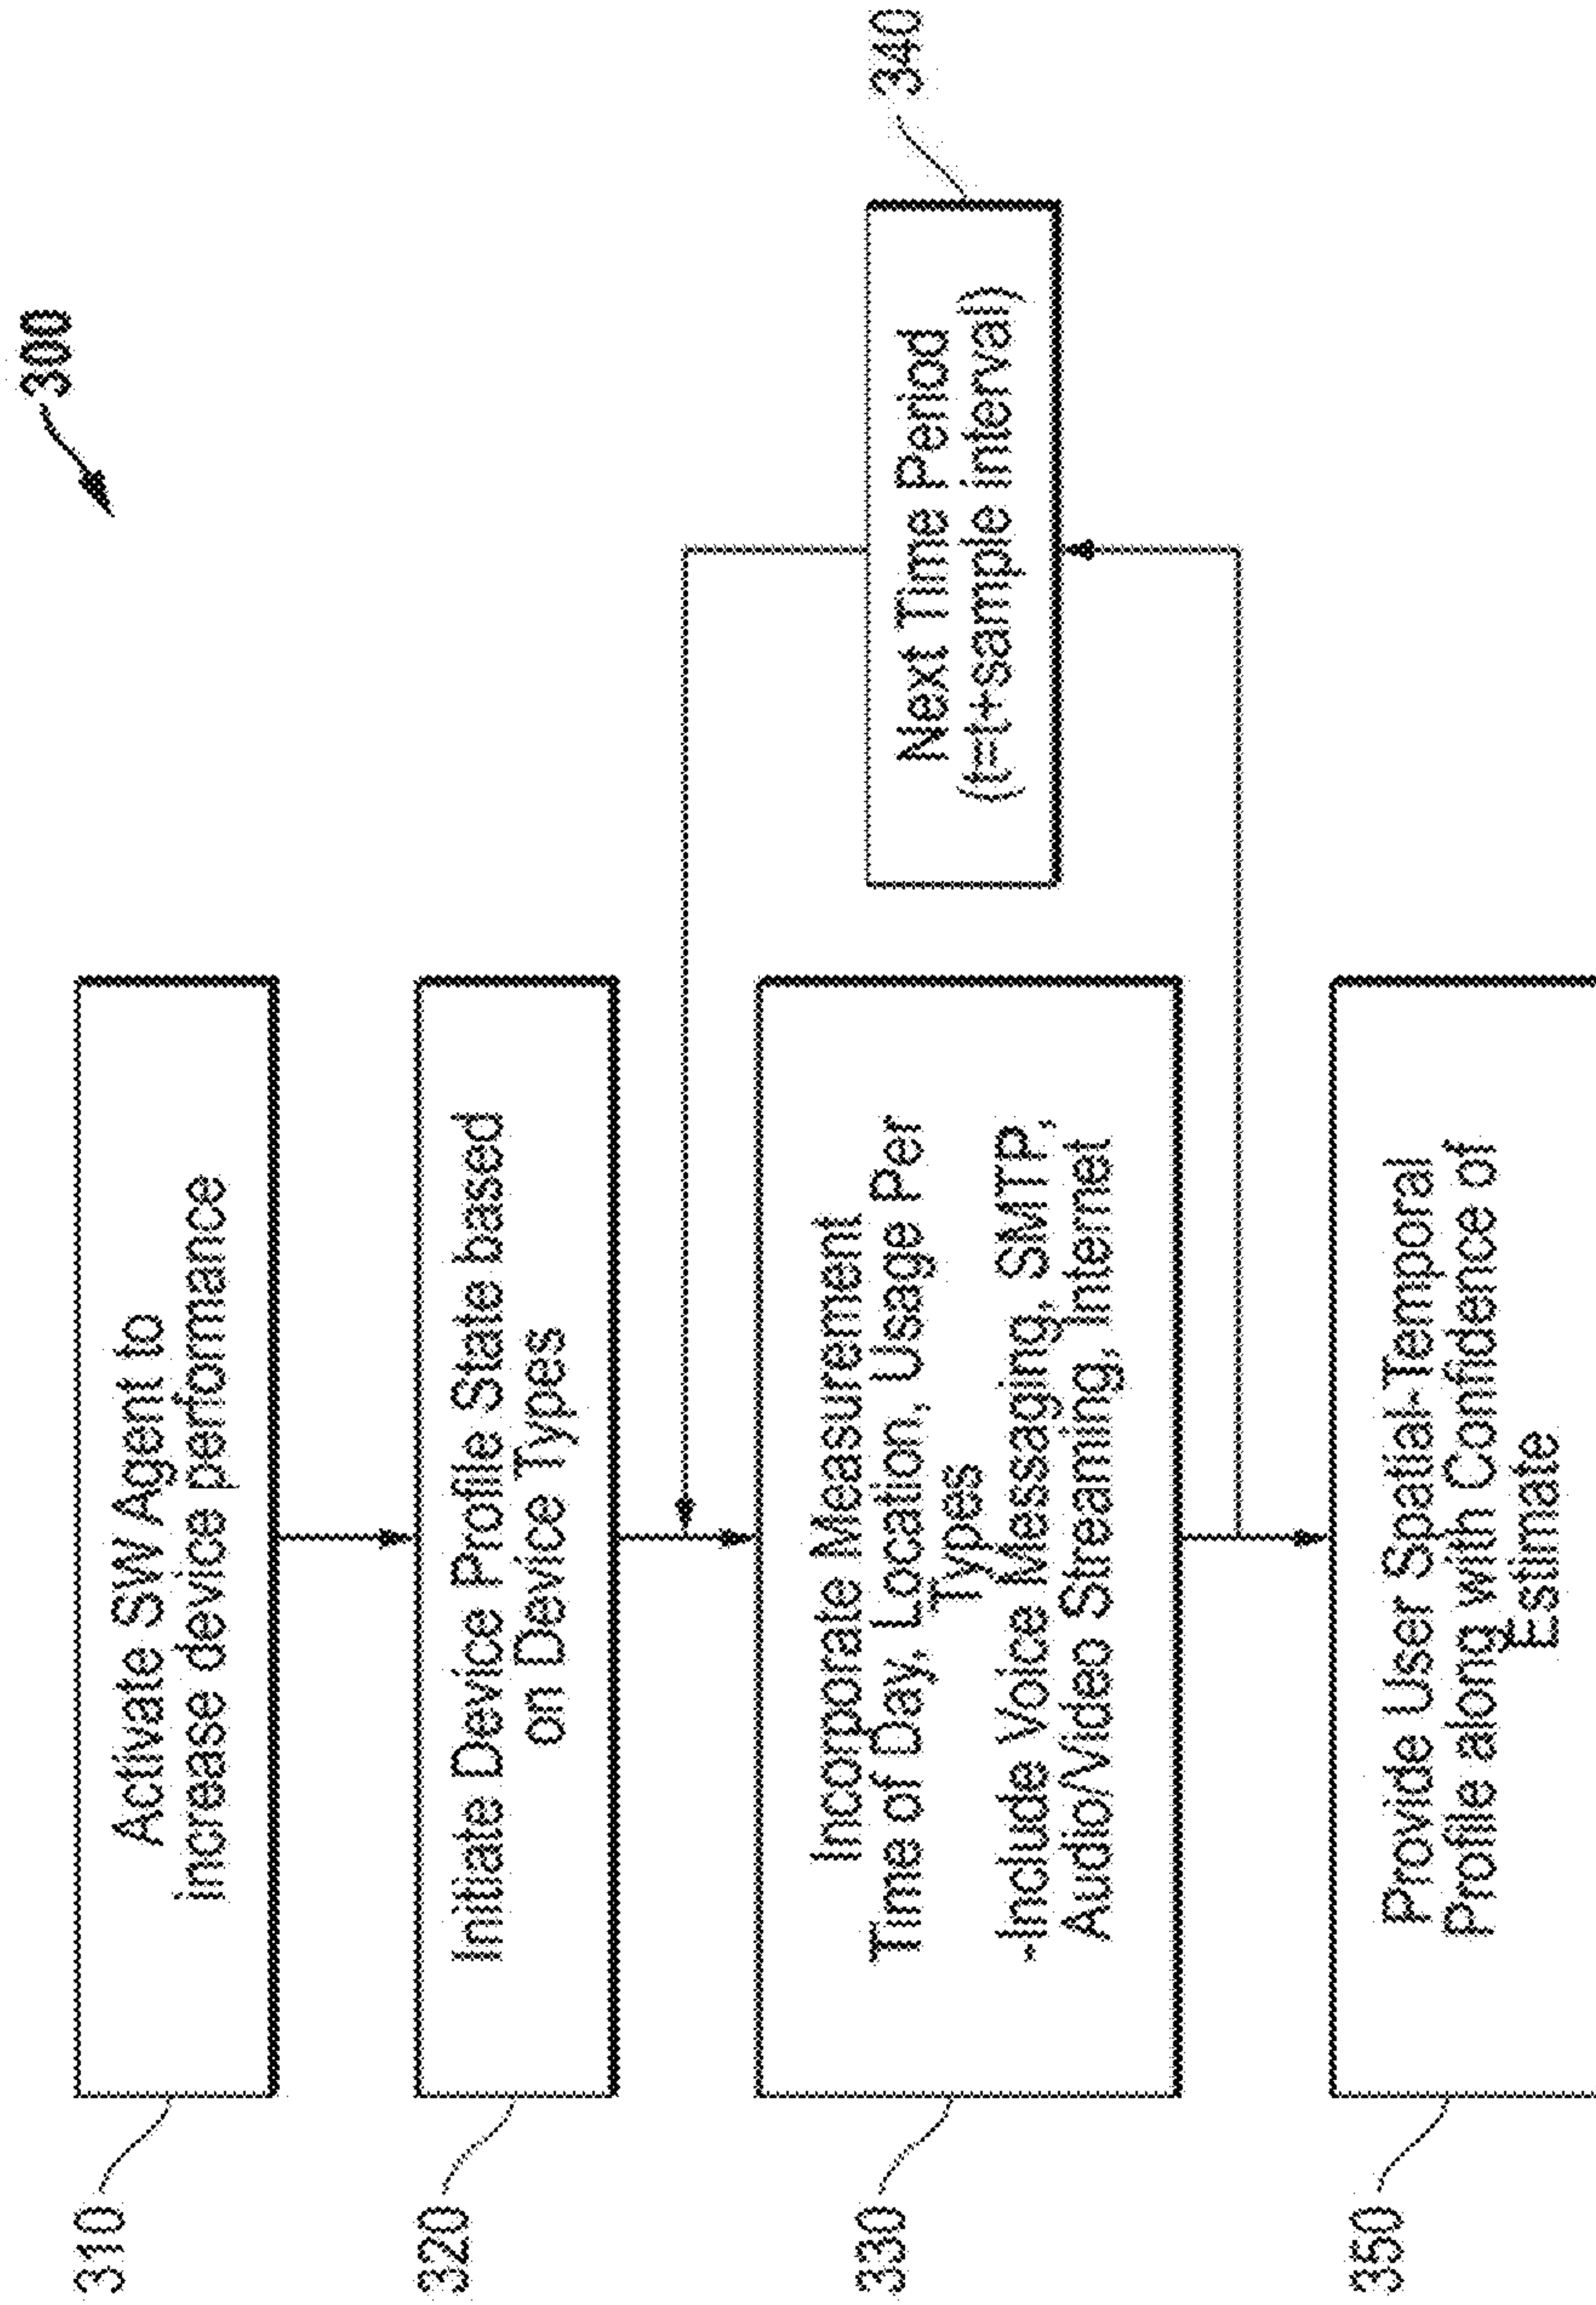 300
310
Activate SW Agent to
increase device performance
320
Initiate Device Profile State based
on Device Types
330
Incorporate Measurement
Time of Day, Location, Usage Per
Types
-Include Voice Messaging, SMTP,
Audio/Video Streaming, Internet
340
Next Time Period
(t=t+sample interval)
350
Provide User Spatial-Temporal
Profile along with Confidence of
Estimate